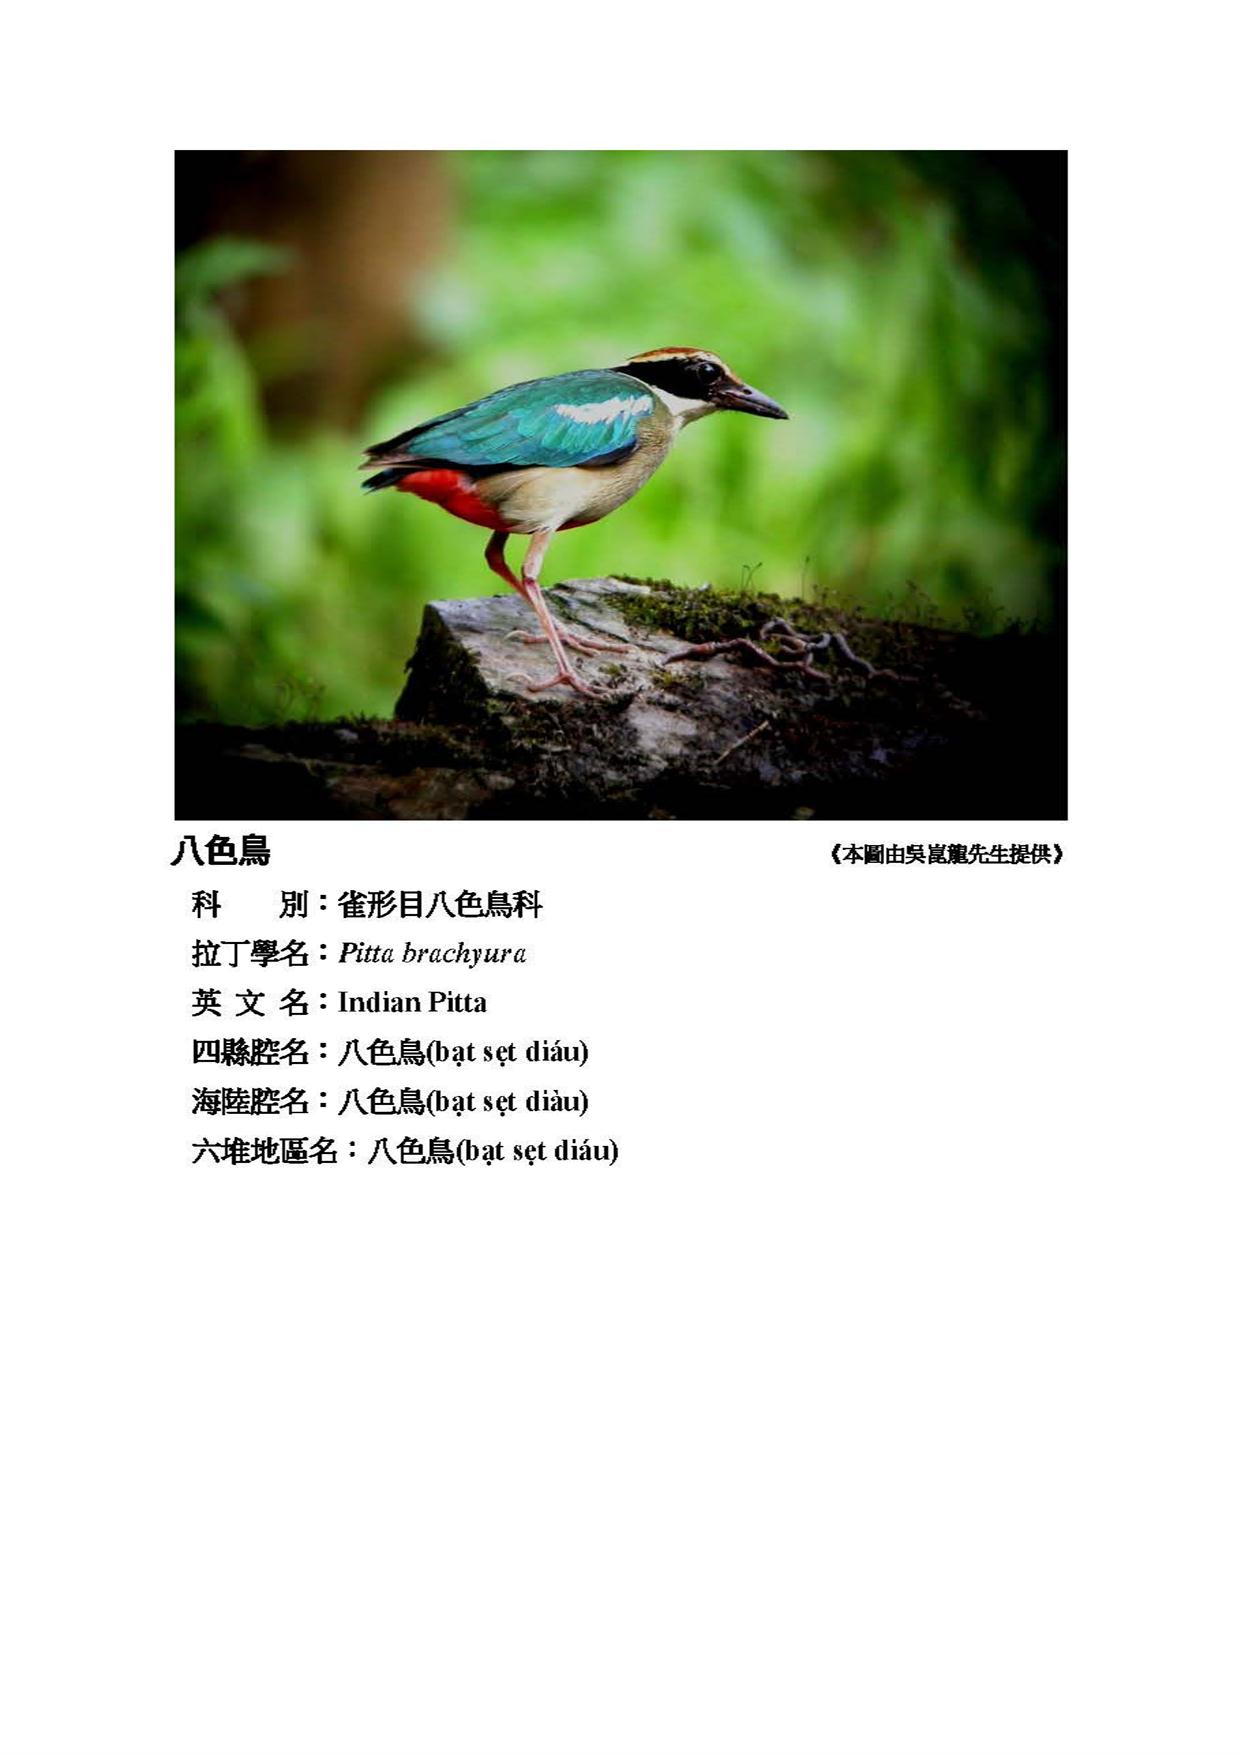 八色鳥 《本圖由吳崑龍先生提供》
科　　別：雀形目八色鳥科
拉丁學名：Pitta brachyura
英 文 名：Indian Pitta
四縣腔名：八色鳥(bạt sẹt diáu)
海陸腔名：八色鳥(bạt sẹt diàu)
六堆地區名：八色鳥(bạt sẹt diáu)